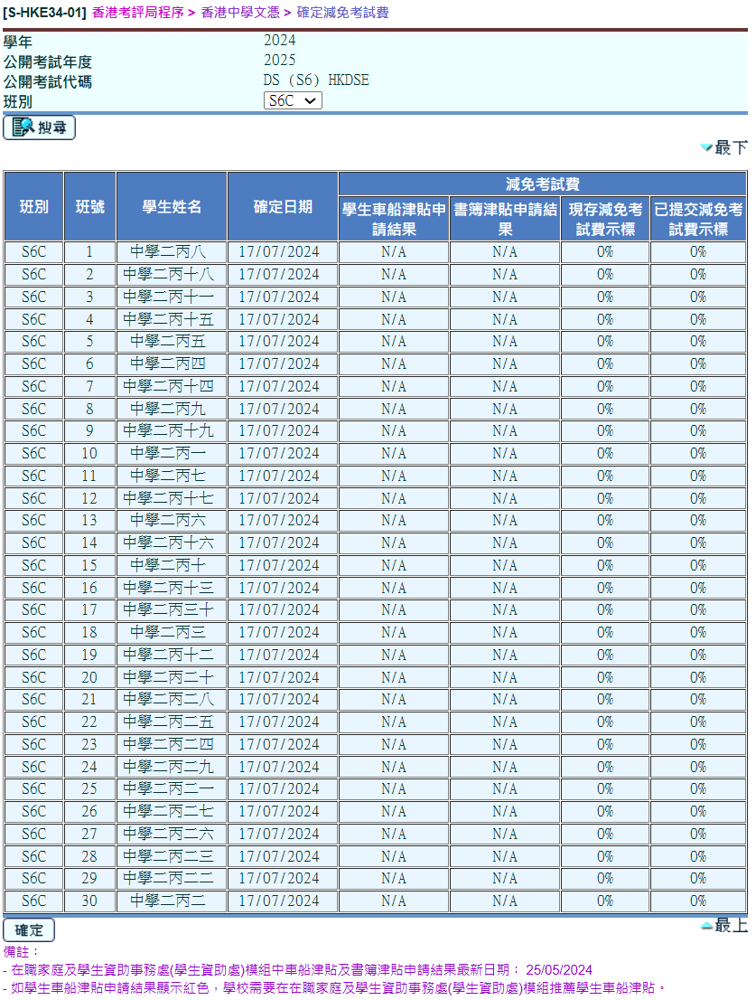 [S-HKE34-01] 香港考評局程序 > 香港中學文憑 > 確定減免考試費
學年 2024
公開考試年度 2025
公開考試代碼 DS (S6) HKDSE
班別 S6C
搜尋
最下
班別 班號 學生姓名 確定日期 減免考試費
學生車船津貼申請結果 書簿津貼申請結果 現存減免考試費示標 已提交減免考試費示標
S6C 1 中學二丙八 17/07/2024 N/A N/A 0% 0%
S6C 2 中學二丙十八 17/07/2024 N/A N/A 0% 0%
S6C 3 中學二丙十一 17/07/2024 N/A N/A 0% 0%
S6C 4 中學二丙十五 17/07/2024 N/A N/A 0% 0%
S6C 5 中學二丙五 17/07/2024 N/A N/A 0% 0%
S6C 6 中學二丙四 17/07/2024 N/A N/A 0% 0%
S6C 7 中學二丙十四 17/07/2024 N/A N/A 0% 0%
S6C 8 中學二丙九 17/07/2024 N/A N/A 0% 0%
S6C 9 中學二丙十九 17/07/2024 N/A N/A 0% 0%
S6C 10 中學二丙一 17/07/2024 N/A N/A 0% 0%
S6C 11 中學二丙七 17/07/2024 N/A N/A 0% 0%
S6C 12 中學二丙十七 17/07/2024 N/A N/A 0% 0%
S6C 13 中學二丙六 17/07/2024 N/A N/A 0% 0%
S6C 14 中學二丙十六 17/07/2024 N/A N/A 0% 0%
S6C 15 中學二丙十 17/07/2024 N/A N/A 0% 0%
S6C 16 中學二丙十三 17/07/2024 N/A N/A 0% 0%
S6C 17 中學二丙三十 17/07/2024 N/A N/A 0% 0%
S6C 18 中學二丙三 17/07/2024 N/A N/A 0% 0%
S6C 19 中學二丙十二 17/07/2024 N/A N/A 0% 0%
S6C 20 中學二丙二十 17/07/2024 N/A N/A 0% 0%
S6C 21 中學二丙二八 17/07/2024 N/A N/A 0% 0%
S6C 22 中學二丙二五 17/07/2024 N/A N/A 0% 0%
S6C 23 中學二丙二四 17/07/2024 N/A N/A 0% 0%
S6C 24 中學二丙二九 17/07/2024 N/A N/A 0% 0%
S6C 25 中學二丙二一 17/07/2024 N/A N/A 0% 0%
S6C 26 中學二丙二七 17/07/2024 N/A N/A 0% 0%
S6C 27 中學二丙二六 17/07/2024 N/A N/A 0% 0%
S6C 28 中學二丙二三 17/07/2024 N/A N/A 0% 0%
S6C 29 中學二丙二二 17/07/2024 N/A N/A 0% 0%
S6C 30 中學二丙二 17/07/2024 N/A N/A 0% 0%
確定
最上
備註：
- 在職家庭及學生資助事務處(學生資助處)模組中車船津貼及書簿津貼申請結果最新日期： 25/05/2024
- 如學生車船津貼申請結果顯示紅色，學校需要在在職家庭及學生資助事務處(學生資助處)模組推薦學生車船津貼。